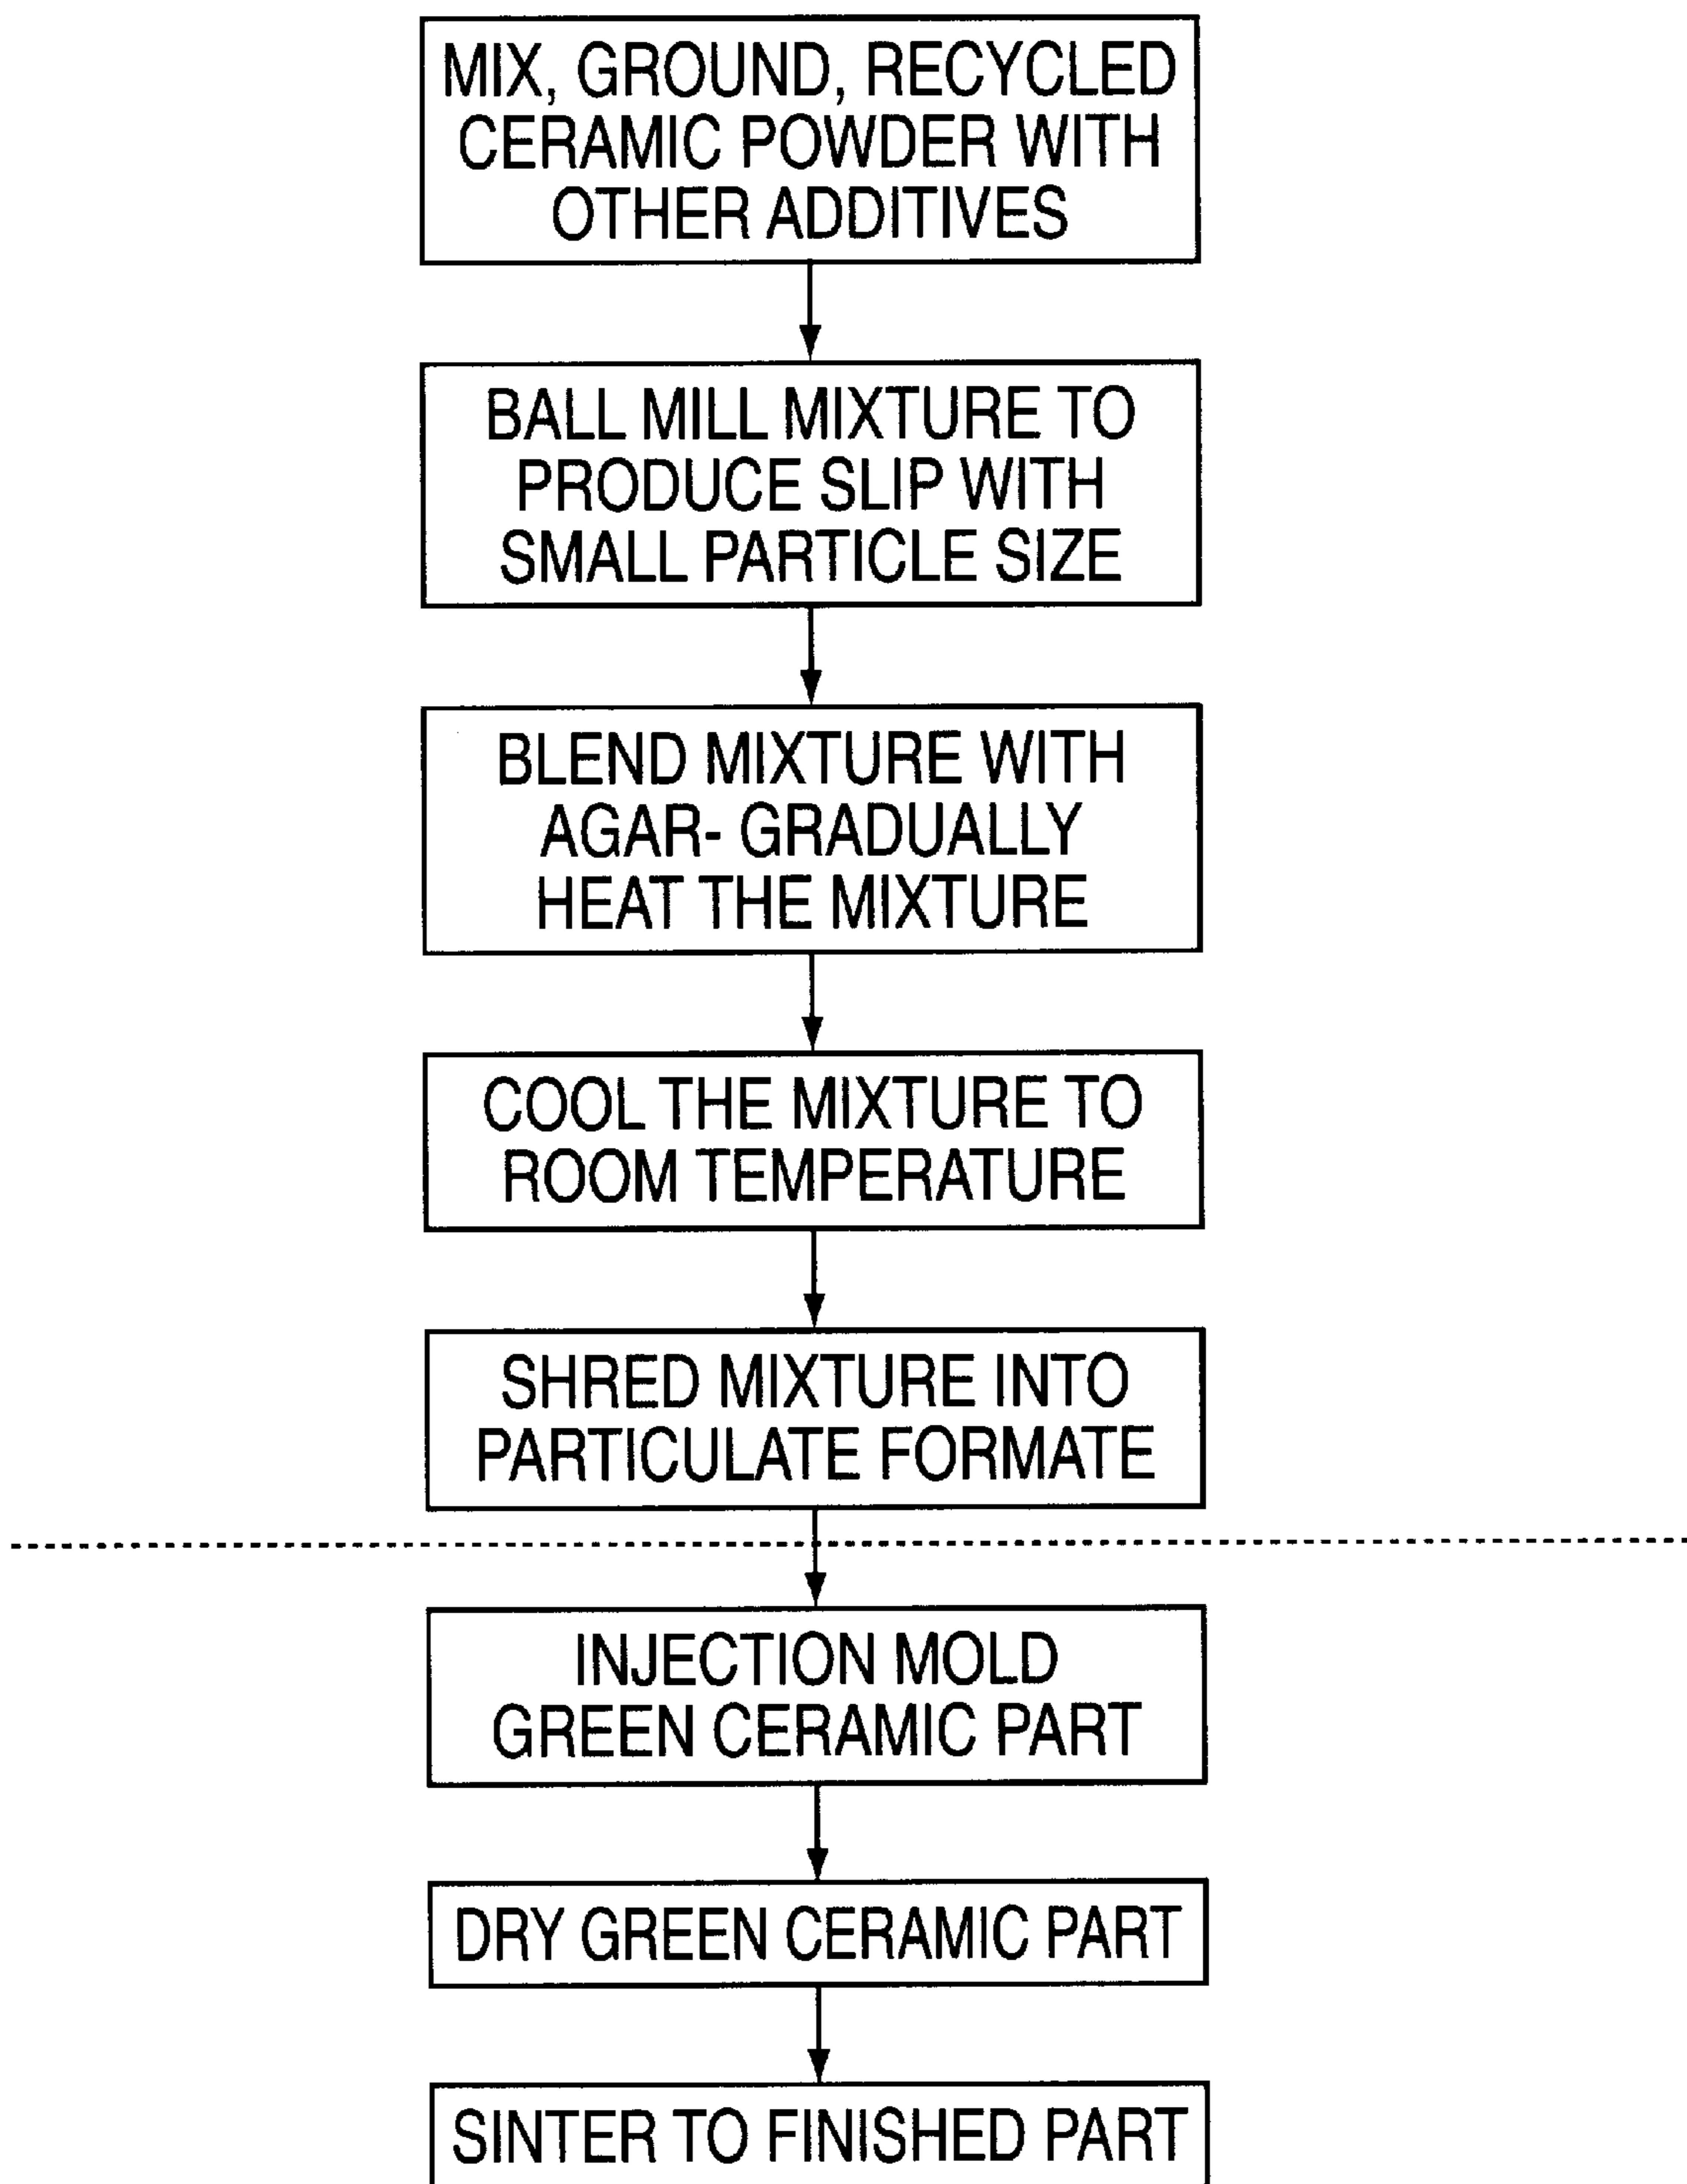 MIX, GROUND, RECYCLED
CERAMIC POWDER WITH
OTHER ADDITIVES
BALL MILL MIXTURE TO
PRODUCE SLIP WITH
SMALL PARTICLE SIZE
BLEND MIXTURE WITH
AGAR- GRADUALLY
HEAT THE MIXTURE
COOL THE MIXTURE TO
ROOM TEMPERATURE
SHRED MIXTURE INTO
PARTICULATE FORMATE
INJECTION MOLD
GREEN CERAMIC PART
DRY GREEN CERAMIC PART
SINTER TO FINISHED PART